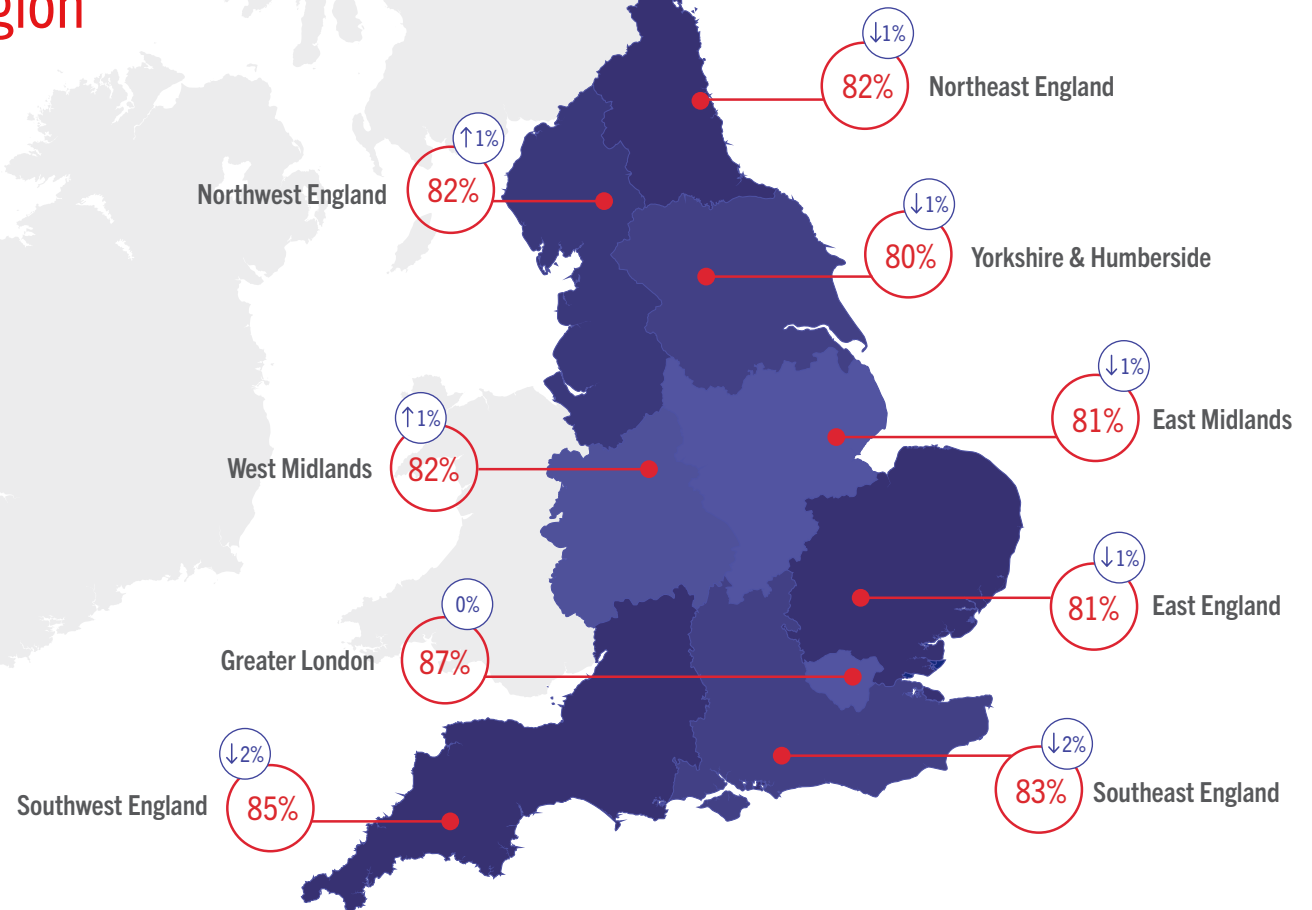 gion
↓1%
82%
Northeast England
↑1%
Northwest England
82%
↓1%
80%
Yorkshire & Humberside
↓1%
81%
East Midlands
↑1%
West Midlands
82%
↓1%
81%
East England
0%
Greater London
87%
↓2%
Southwest England
85%
↓2%
83%
Southeast England